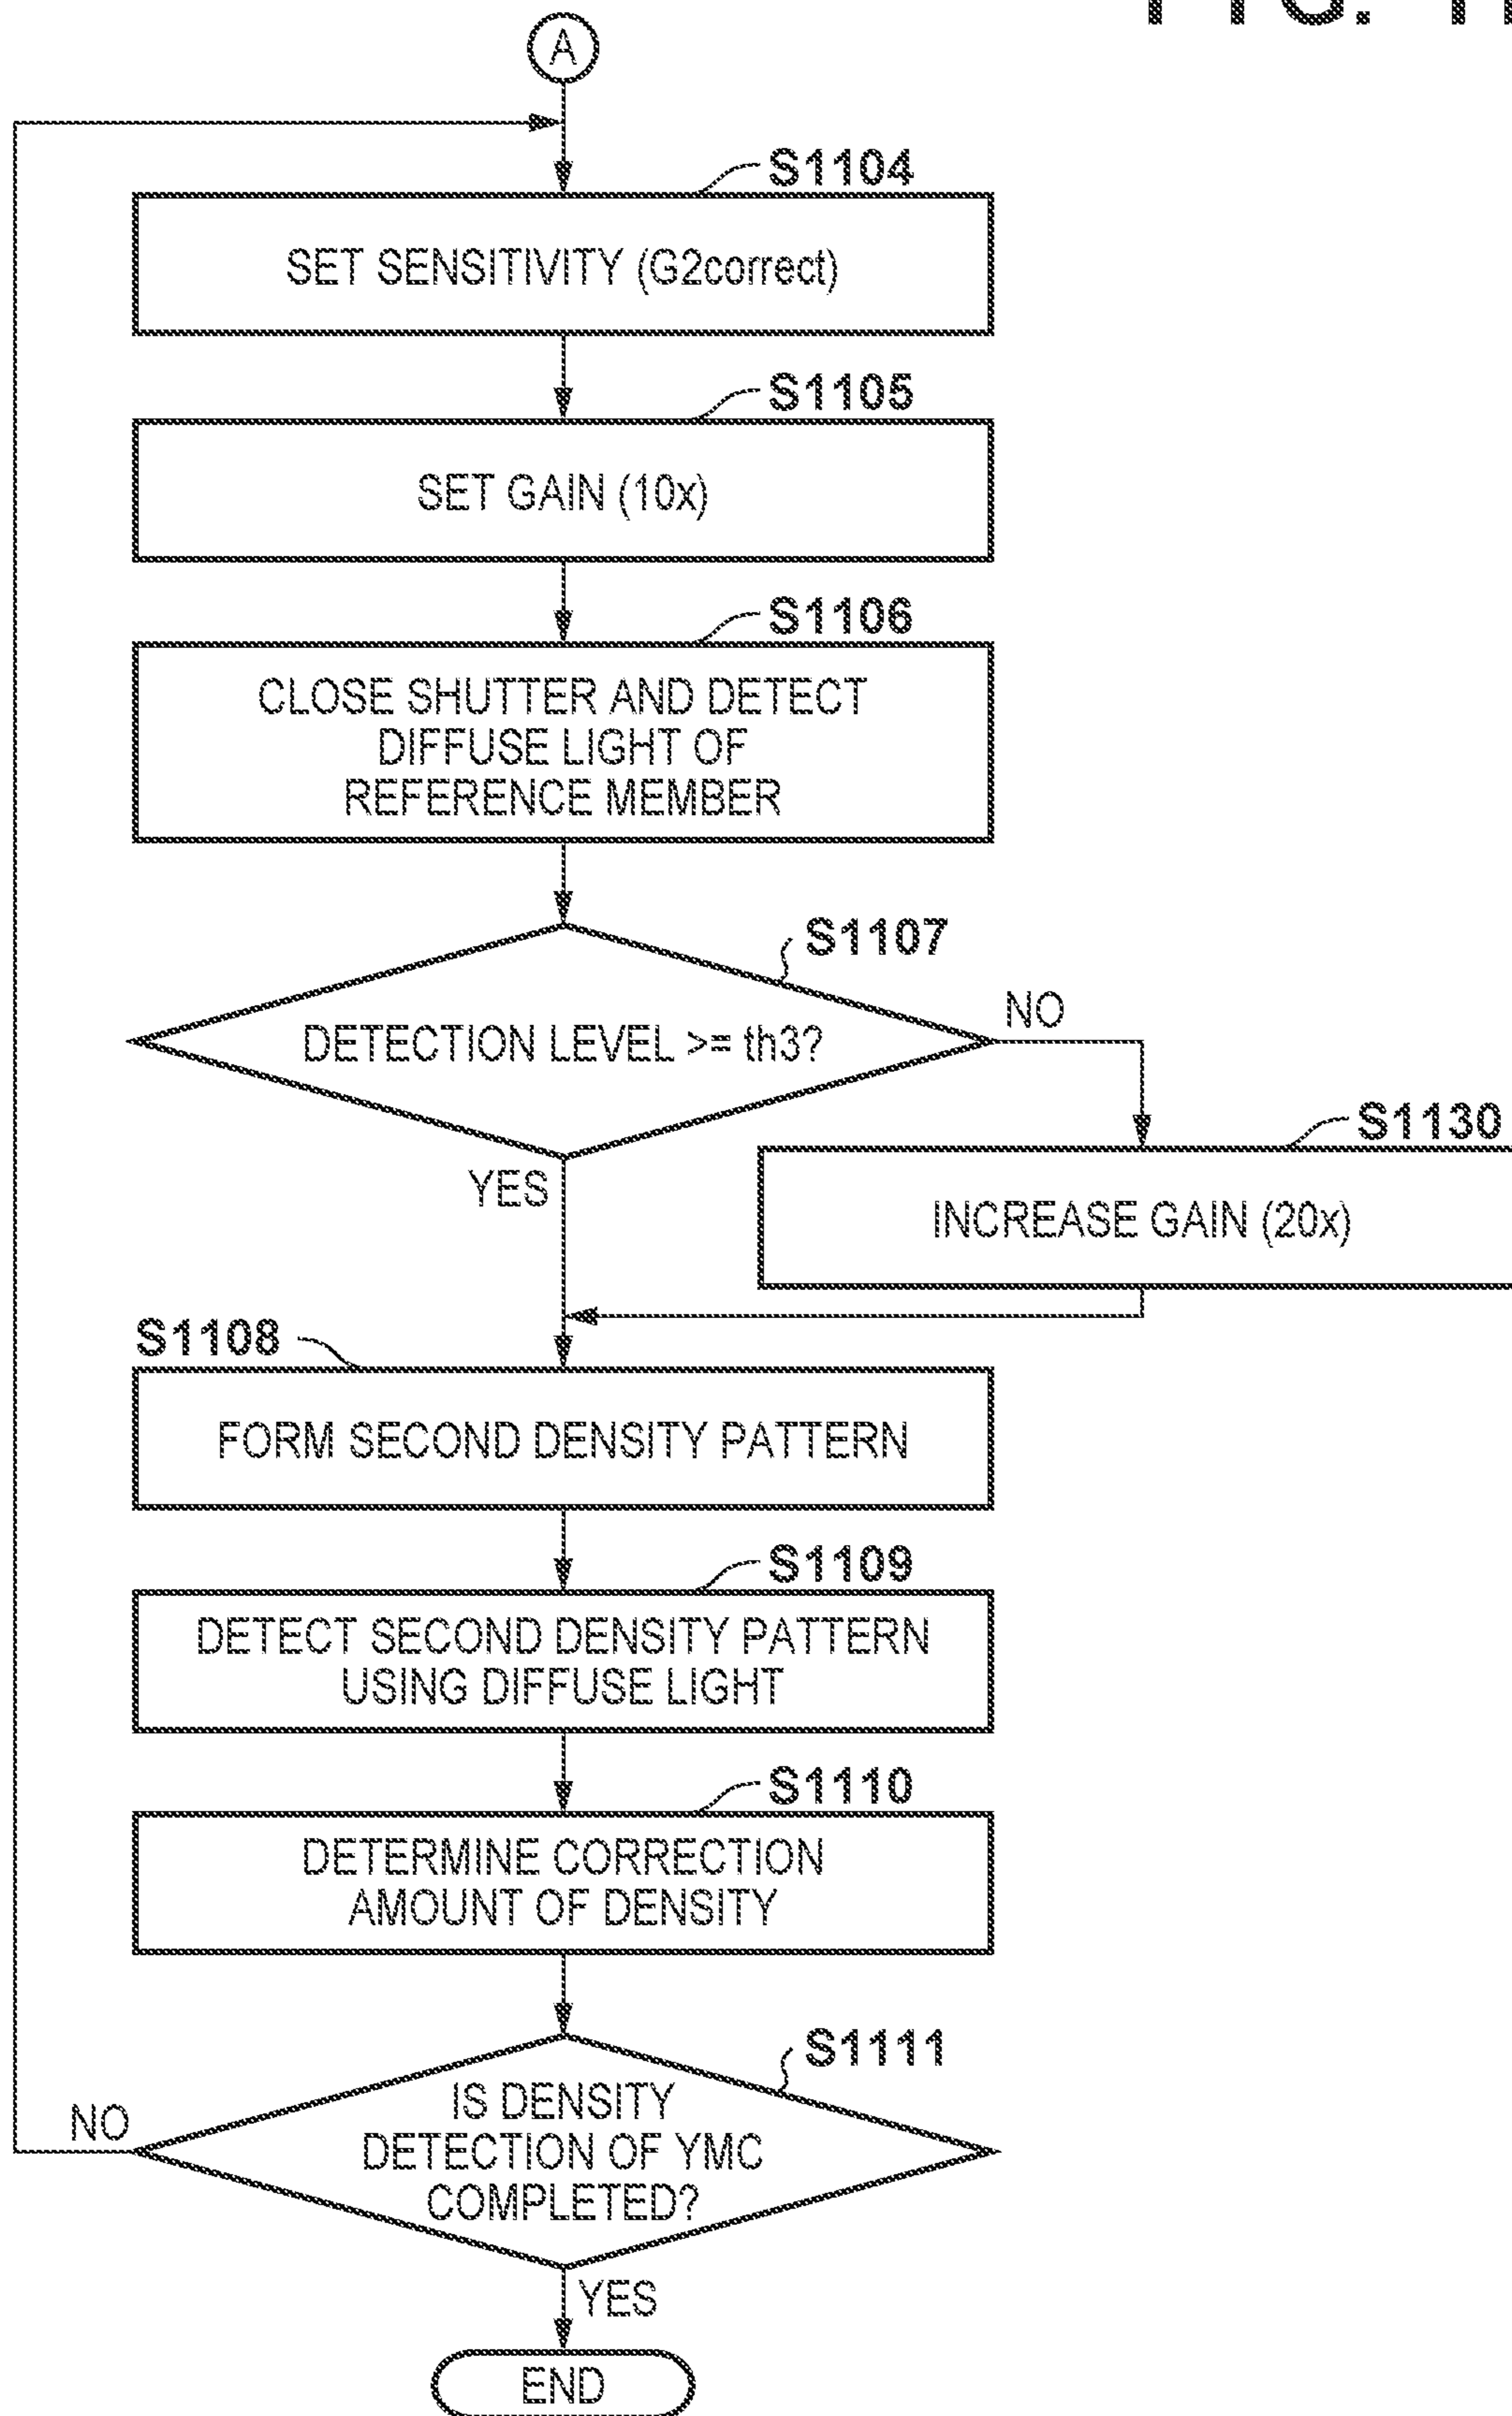 A
S1104
SET SENSITIVITY (G2correct)
S1105
SET GAIN (10x)
S1106
CLOSE SHUTTER AND DETECT
DIFFUSE LIGHT OF
REFERENCE MEMBER
S1107
DETECTION LEVEL >= th3?
NO
YES
S1130
INCREASE GAIN (20x)
S1108
FORM SECOND DENSITY PATTERN
S1109
DETECT SECOND DENSITY PATTERN
USING DIFFUSE LIGHT
S1110
DETERMINE CORRECTION
AMOUNT OF DENSITY
S1111
IS DENSITY
DETECTION OF YMC
COMPLETED?
NO
YES
END